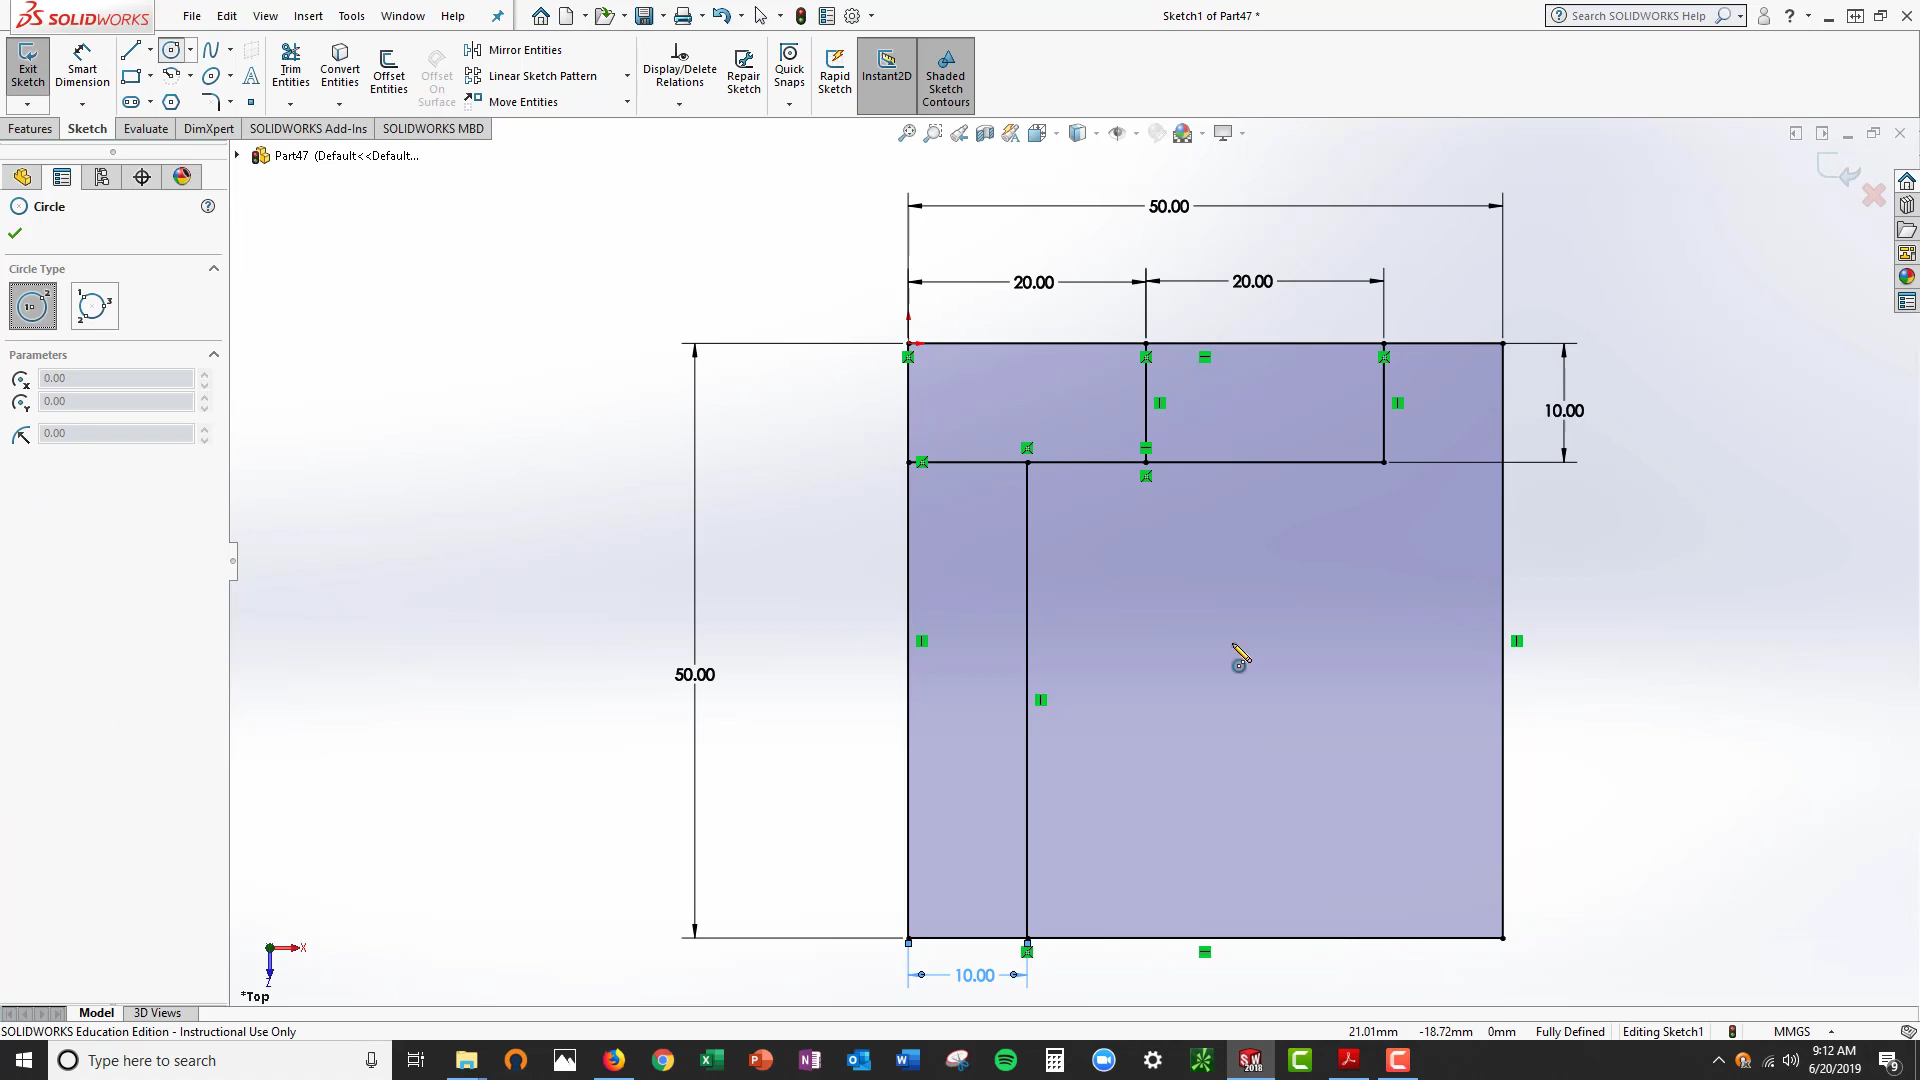 SOLIDWORKS
File
Edit
View
Insert
Tools
Window
Help
Sketch1 of Part47 *
Search SOLIDWORKS Help
Exit
Sketch
Smart
Dimension
Trim
Entities
Convert
Entities
Offset
Entities
Offset
On
Surface
Mirror Entities
Linear Sketch Pattern
Move Entities
Display/Delete
Relations
Repair
Sketch
Quick
Snaps
Rapid
Sketch
Instant2D
Shaded
Sketch
Contours
Features
Sketch
Evaluate
DimXpert
SOLIDWORKS Add-Ins
SOLIDWORKS MBD
Part47 (Default<<Default...
Circle
Circle Type
Parameters
0.00
0.00
0.00
50.00
20.00
20.00
10.00
50.00
10.00
X
Z
*Top
Model
3D Views
SOLIDWORKS Education Edition - Instructional Use Only
21.01mm
-18.72mm
0mm
Fully Defined
Editing Sketch1
MMGS
Type here to search
9:12 AM
6/20/2019